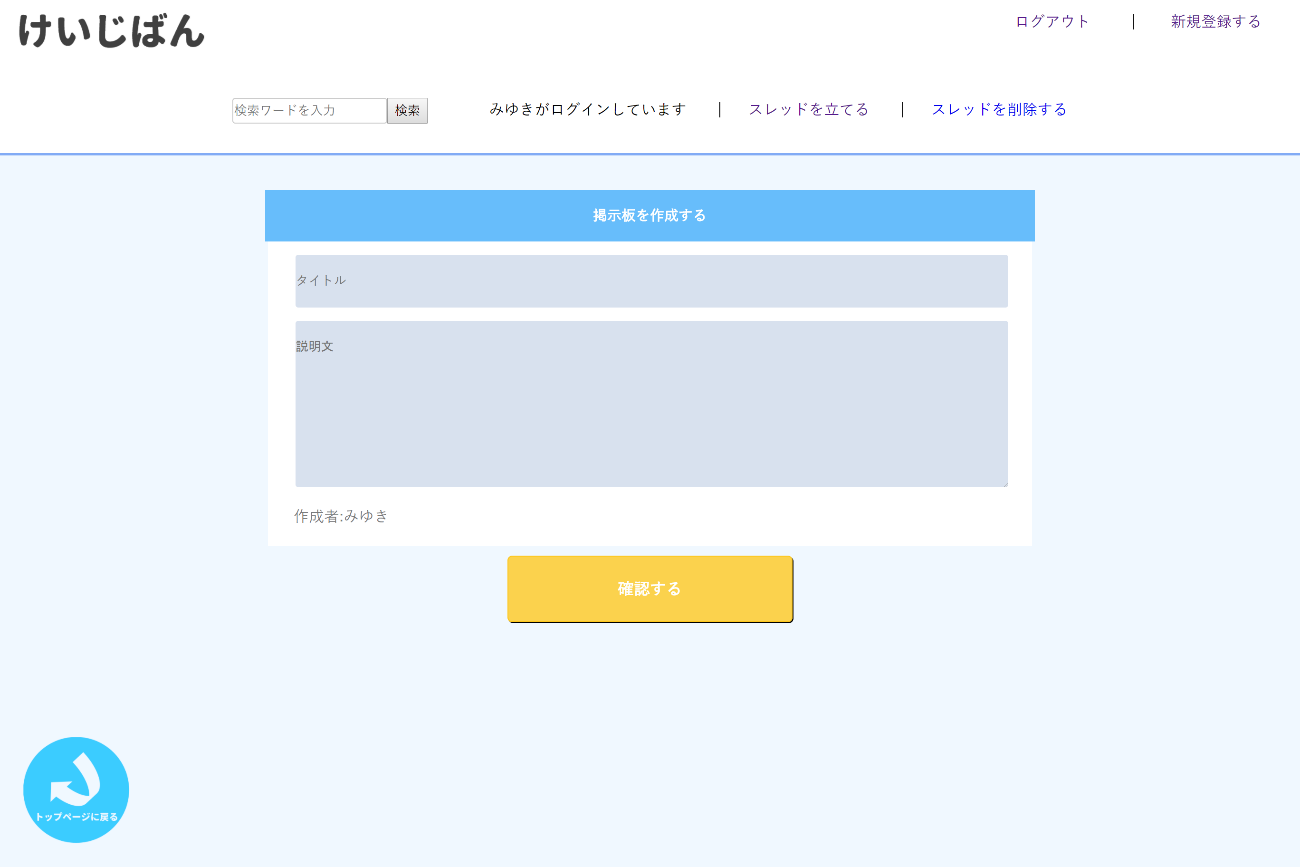 けいじばん
ログアウト | 新規登録する
検索ワードを入力 検索 みゆきがログインしています | スレッドを立てる | スレッドを削除する
掲示板を作成する
タイトル
説明文
作成者:みゆき
確認する
トップページに戻る